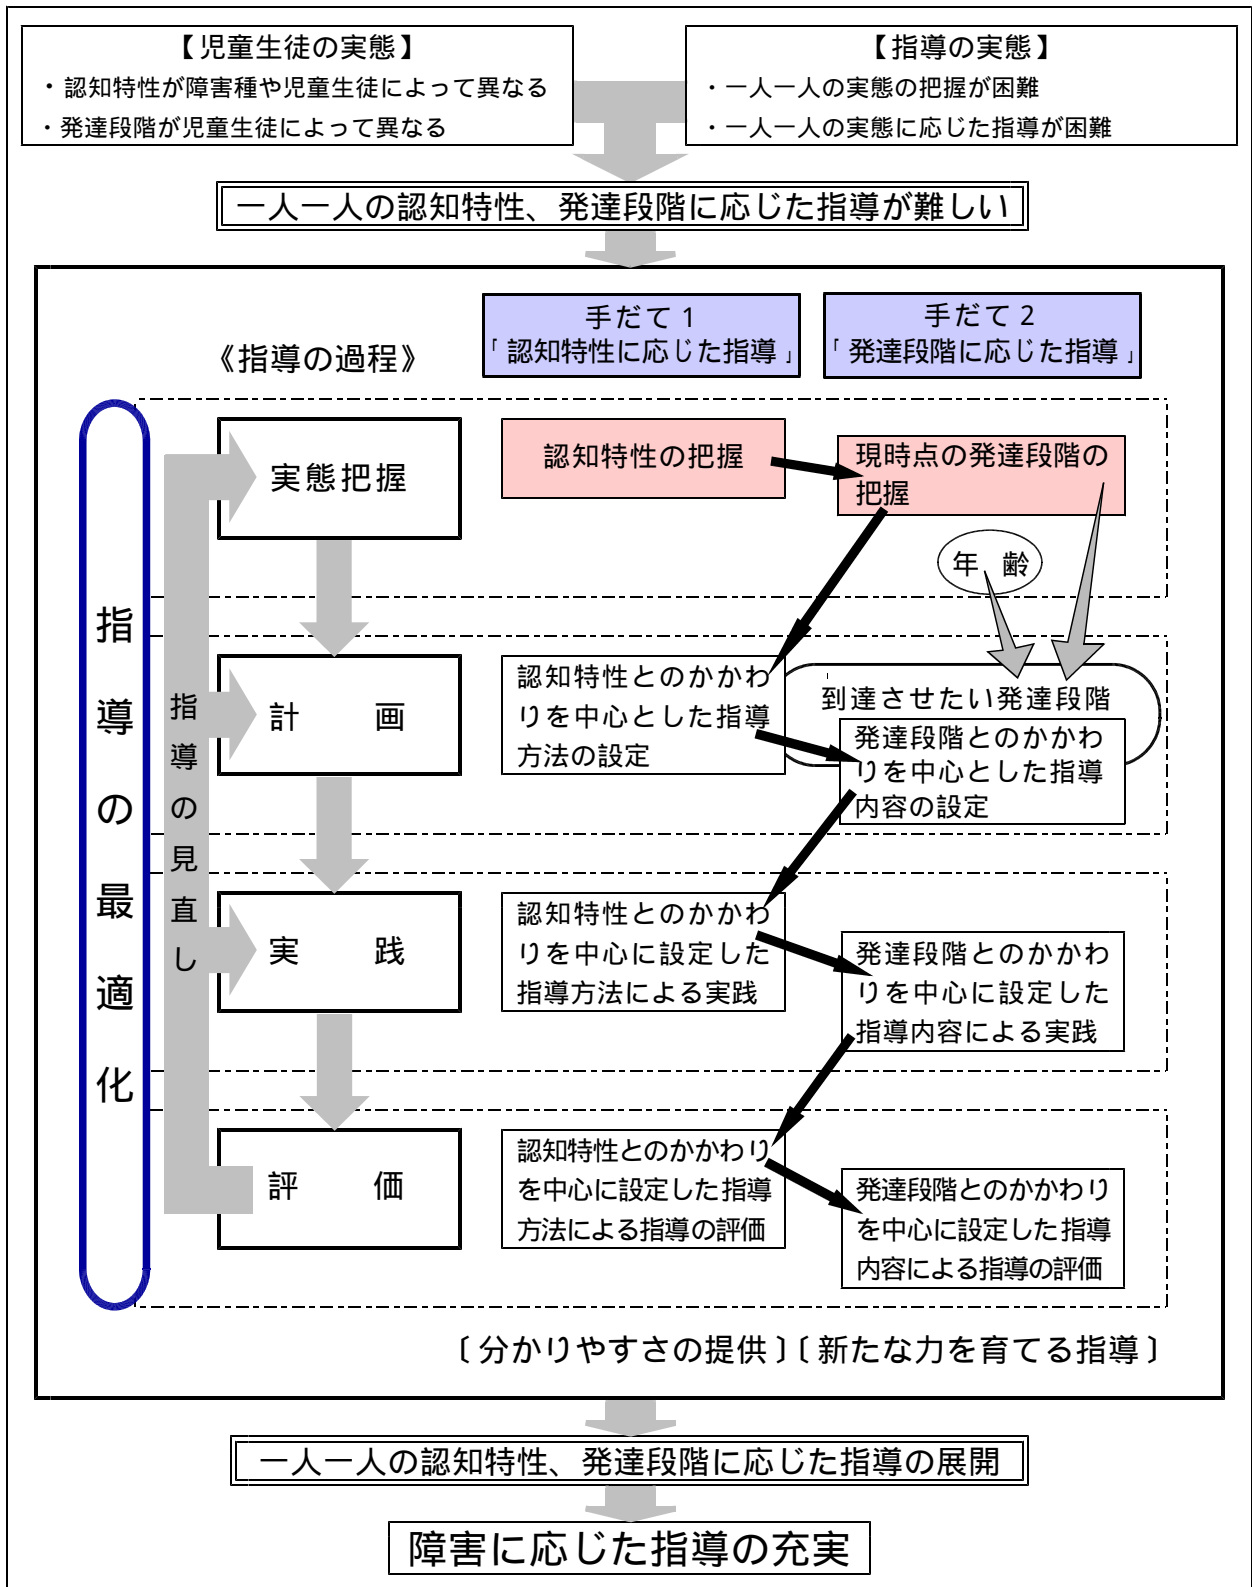 【児童生徒の実態】
・認知特性が障害種や児童生徒によって異なる
・発達段階が児童生徒によって異なる
【指導の実態】
・一人一人の実態の把握が困難
・一人一人の実態に応じた指導が困難
一人一人の認知特性、発達段階に応じた指導が難しい
《指導の過程》
手だて1
「認知特性に応じた指導」
手だて2
「発達段階に応じた指導」
指導の最適化
指導の見直し
実態把握
認知特性の把握
現時点の発達段階の
把握
年齢
計画
認知特性とのかかわ
りを中心とした指導
方法の設定
到達させたい発達段階
発達段階とのかかわ
りを中心とした指導
内容の設定
実践
認知特性とのかかわ
りを中心に設定した
指導方法による実践
発達段階とのかかわ
りを中心に設定した
指導内容による実践
評価
認知特性とのかかわり
を中心に設定した指導
方法による指導の評価
発達段階とのかかわり
を中心に設定した指導
内容による指導の評価
〔分かりやすさの提供〕〔新たな力を育てる指導〕
一人一人の認知特性、発達段階に応じた指導の展開
障害に応じた指導の充実